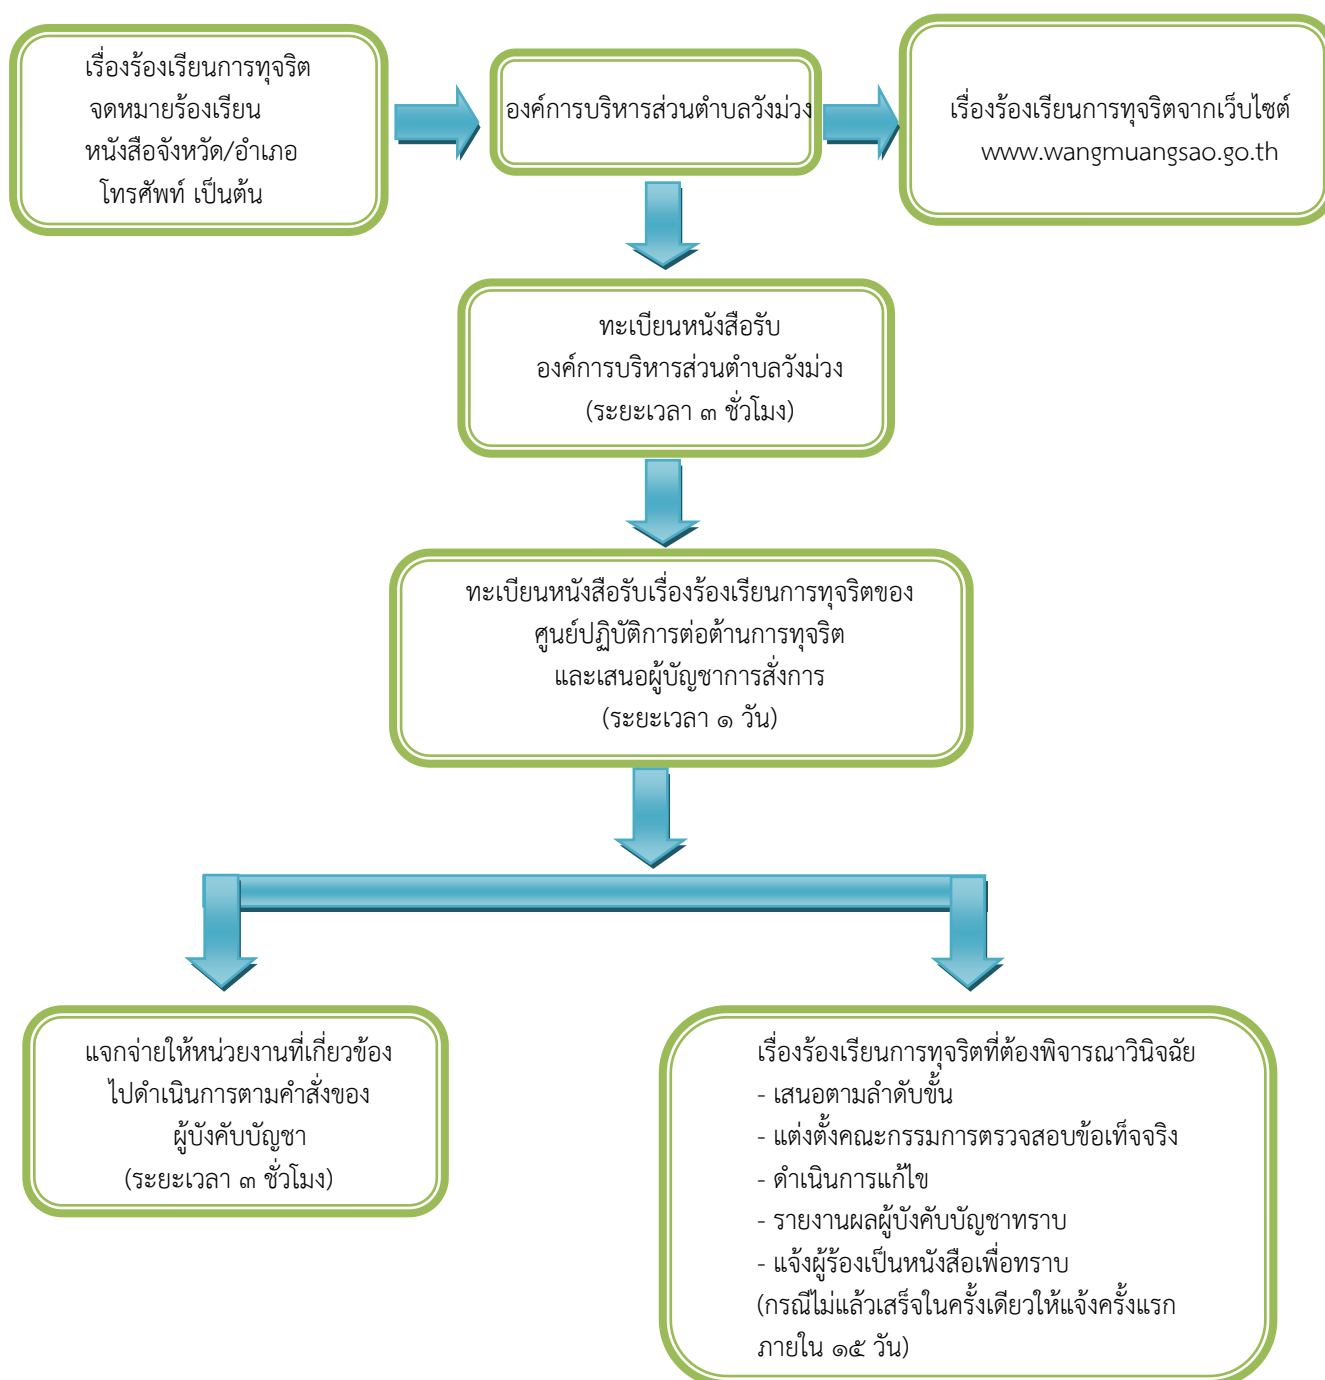 เรื่องร้องเรียนการทุจริต
จดหมายร้องเรียน
หนังสือจังหวัด/อำเภอ
โทรศัพท์ เป็นต้น
องค์การบริหารส่วนตำบลวังม่วง
เรื่องร้องเรียนการทุจริตจากเว็บไซต์
www.wangmuangsao.go.th
ทะเบียนหนังสือรับ
องค์การบริหารส่วนตำบลวังม่วง
(ระยะเวลา ๓ ชั่วโมง)
ทะเบียนหนังสือรับเรื่องร้องเรียนการทุจริตของ
ศูนย์ปฏิบัติการต่อต้านการทุจริต
และเสนอผู้บัญชาการสั่งการ
(ระยะเวลา ๑ วัน)
แจกจ่ายให้หน่วยงานที่เกี่ยวข้อง
ไปดำเนินการตามคำสั่งของ
ผู้บังคับบัญชา
(ระยะเวลา ๓ ชั่วโมง)
เรื่องร้องเรียนการทุจริตที่ต้องพิจารณาวินิจฉัย
- เสนอตามลำดับขั้น
- แต่งตั้งคณะกรรมการตรวจสอบข้อเท็จจริง
- ดำเนินการแก้ไข
- รายงานผลผู้บังคับบัญชาทราบ
- แจ้งผู้ร้องเป็นหนังสือเพื่อทราบ
(กรณีไม่แล้วเสร็จในครั้งเดียวให้แจ้งครั้งแรก
ภายใน ๑๕ วัน)